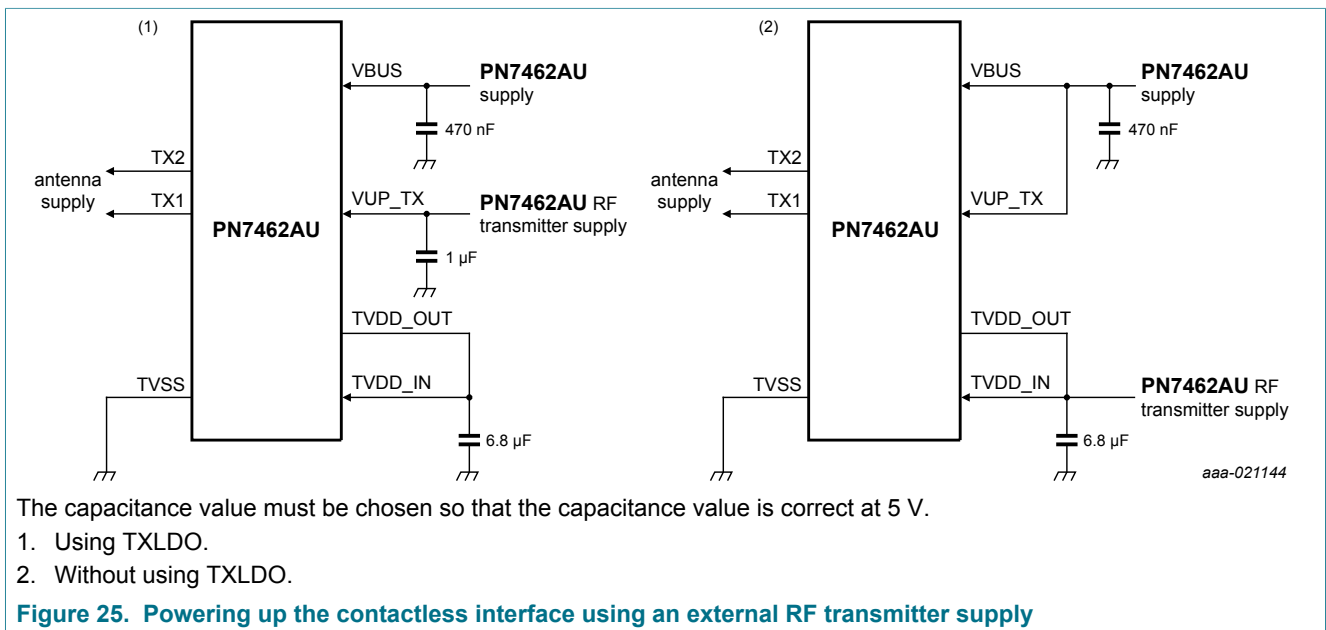 (1)
VBUS
PN7462AU
supply
470 nF
TX2
antenna
supply
TX1
VUP_TX
PN7462AU RF
transmitter supply
PN7462AU
1 µF
TVDD_OUT
TVSS
TVDD_IN
6.8 µF
(2)
VBUS
PN7462AU
supply
470 nF
TX2
antenna
supply
TX1
VUP_TX
PN7462AU
TVDD_OUT
TVSS
TVDD_IN
PN7462AU RF
transmitter supply
6.8 µF
aaa-021144
The capacitance value must be chosen so that the capacitance value is correct at 5 V.
1. Using TXLDO.
2. Without using TXLDO.
Figure 25. Powering up the contactless interface using an external RF transmitter supply